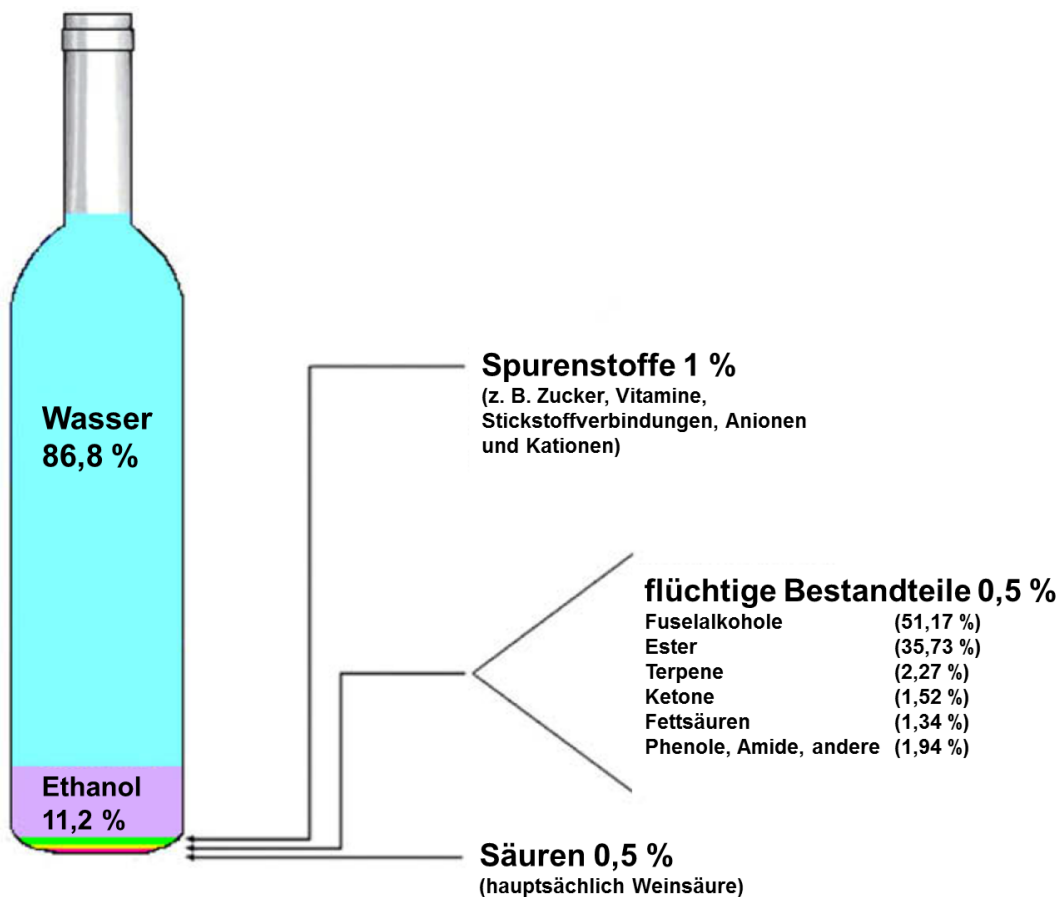 Wasser
86,8 %
Ethanol
11,2 %
Spurenstoffe 1 %
(z. B. Zucker, Vitamine,
Stickstoffverbindungen, Anionen
und Kationen)
flüchtige Bestandteile 0,5 %
Fuselalkohole (51,17 %)
Ester (35,73 %)
Terpene (2,27 %)
Ketone (1,52 %)
Fettsäuren (1,34 %)
Phenole, Amide, andere (1,94 %)
Säuren 0,5 %
(hauptsächlich Weinsäure)